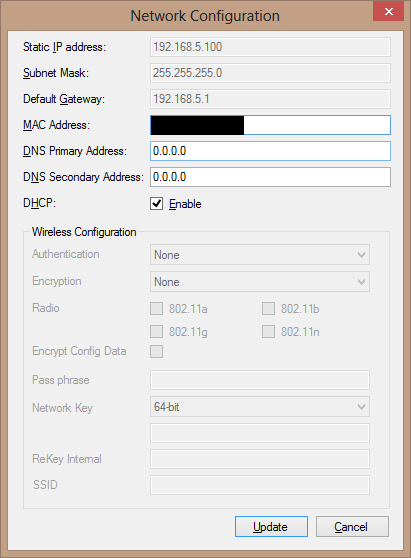 Network Configuration
Static IP address: 192.168.5.100
Subnet Mask: 255.255.255.0
Default Gateway: 192.168.5.1
MAC Address:
DNS Primary Address: 0.0.0.0
DNS Secondary Address: 0.0.0.0
DHCP: Enable
Wireless Configuration
Authentication None
Encryption None
Radio 802.11a 802.11b
802.11g 802.11n
Encrypt Config Data
Pass phrase
Network Key 64-bit
ReKey Internal
SSID
Update Cancel